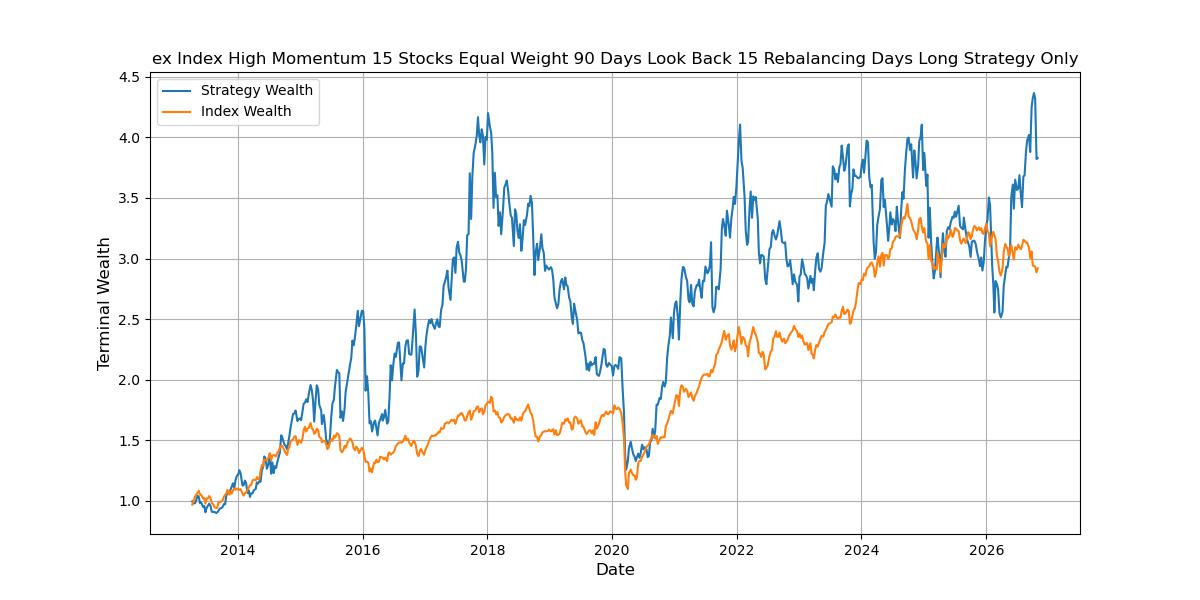 ex Index High Momentum 15 Stocks Equal Weight 90 Days Look Back 15 Rebalancing Days Long Strategy Only
Strategy Wealth
Index Wealth
Terminal Wealth
4.5
4.0
3.5
3.0
2.5
2.0
1.5
1.0
2014 2016 2018 2020 2022 2024 2026
Date